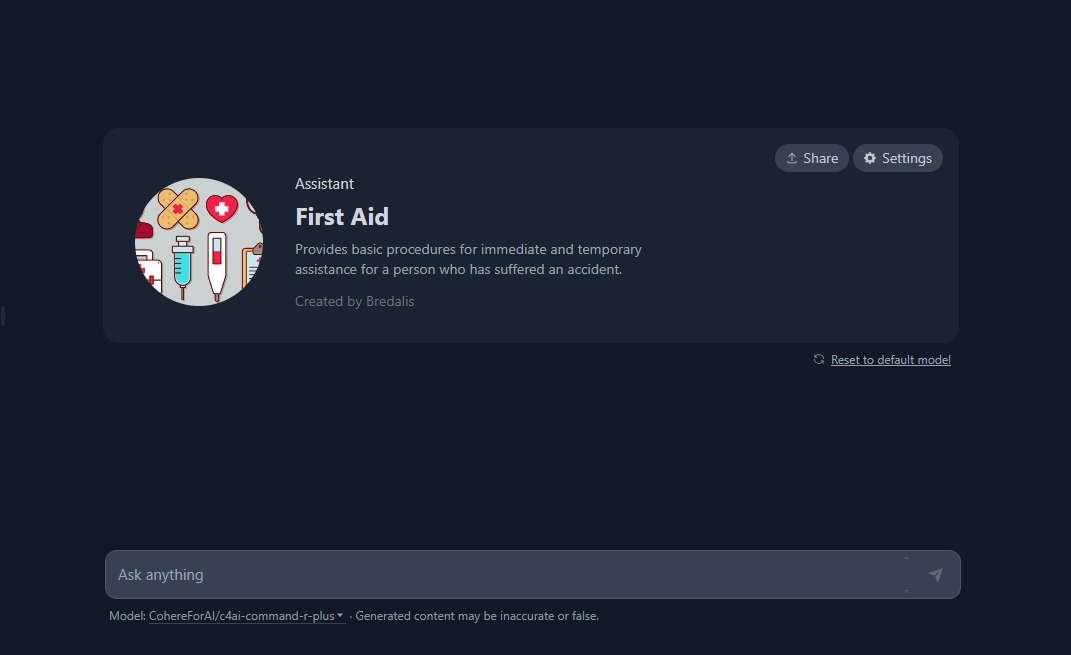 Share
Settings
Assistant
First Aid
Provides basic procedures for immediate and temporary
assistance for a person who has suffered an accident.
Created by Bredalis
Reset to default model
Ask anything
Model: CohereForAI/c4ai-command-r-plus · Generated content may be inaccurate or false.